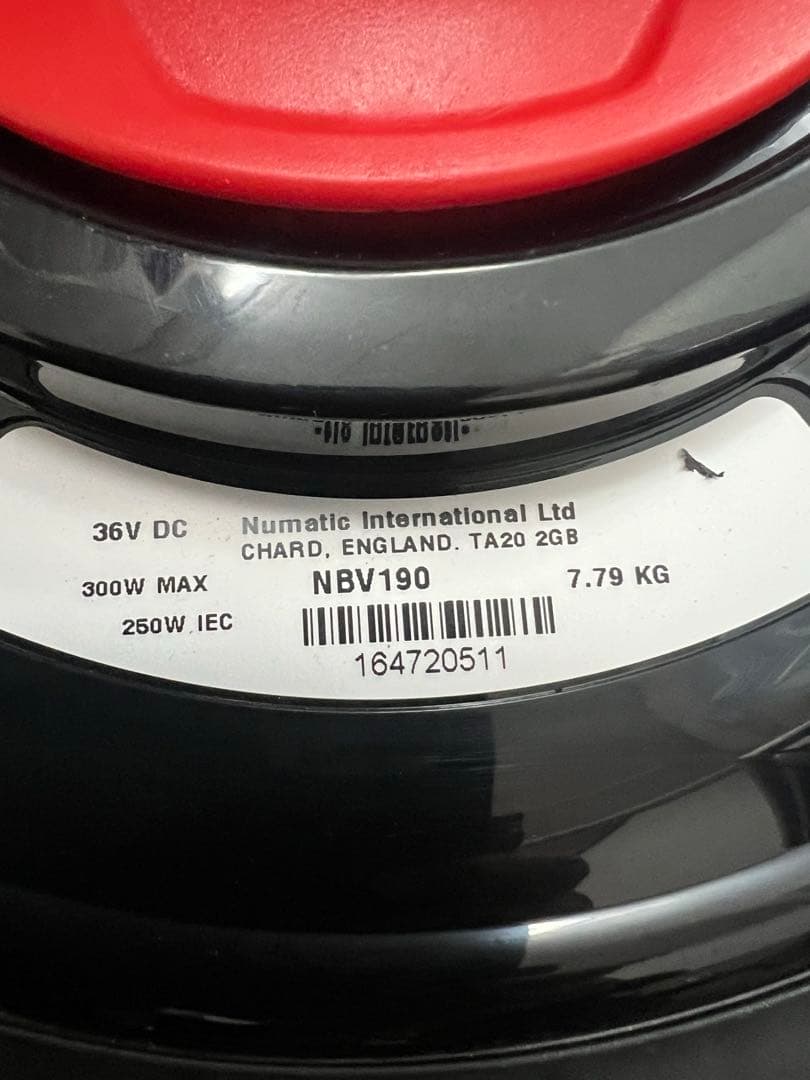 36V DC
Numatic International Ltd
CHARD, ENGLAND. TA20 2GB
300W MAX
NBV190
7.79 KG
250W IEC
164720511